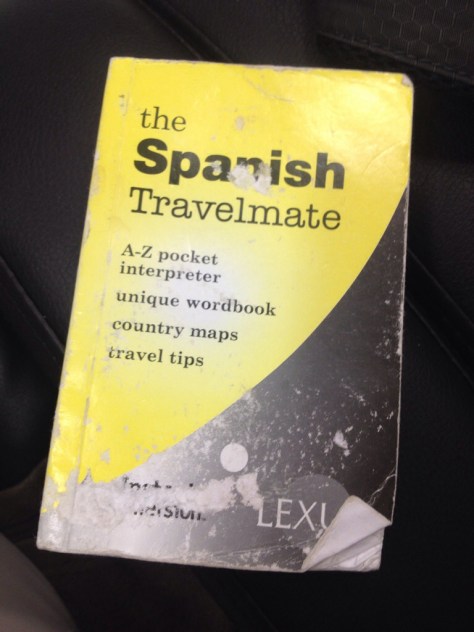 the
Spanish
Travelmate
A-Z pocket
interpreter
unique wordbook
country maps
travel tips
LEXU